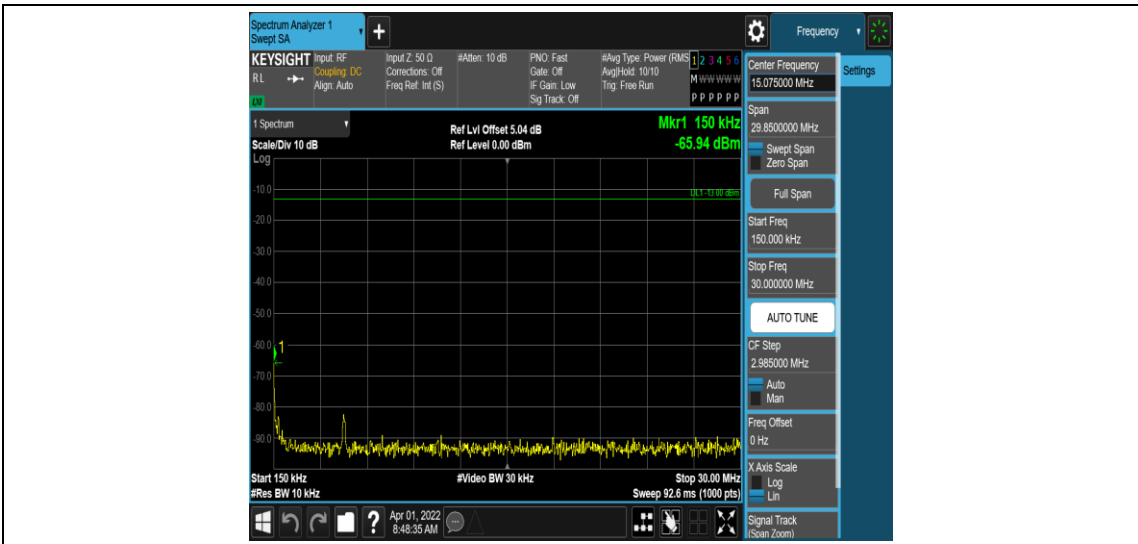 Spectrum Analyzer 1
Swept SA
+
Frequency
KEYSIGHT
RL
LXI
Input: RF
Coupling: DC
Align: Auto
Input Z: 50 Ω
Corrections: Off
Freq Ref: Int (S)
#Atten: 10 dB
PNO: Fast
Gate: Off
IF Gain: Low
Sig Track: Off
#Avg Type: Power (RMS
Avg|Hold: 10/10
Trig: Free Run
1 2 3 4 5 6
M W W W W W
P P P P P P
1 Spectrum
Scale/Div 10 dB
Log
Ref Lvl Offset 5.04 dB
Ref Level 0.00 dBm
Mkr1 150 kHz
-65.94 dBm
DL1 -13.00 dBm
-10.0
-20.0
-30.0
-40.0
-50.0
-60.0
1
-70.0
-80.0
-90.0
Start 150 kHz
#Res BW 10 kHz
#Video BW 30 kHz
Stop 30.00 MHz
Sweep 92.6 ms (1000 pts)
?
Apr 01, 2022
8:48:35 AM
Center Frequency
15.075000 MHz
Settings
Span
29.8500000 MHz
Swept Span
Zero Span
Full Span
Start Freq
150.000 kHz
Stop Freq
30.000000 MHz
AUTO TUNE
CF Step
2.985000 MHz
Auto
Man
Freq Offset
0 Hz
X Axis Scale
Log
Lin
Signal Track
(Span Zoom)